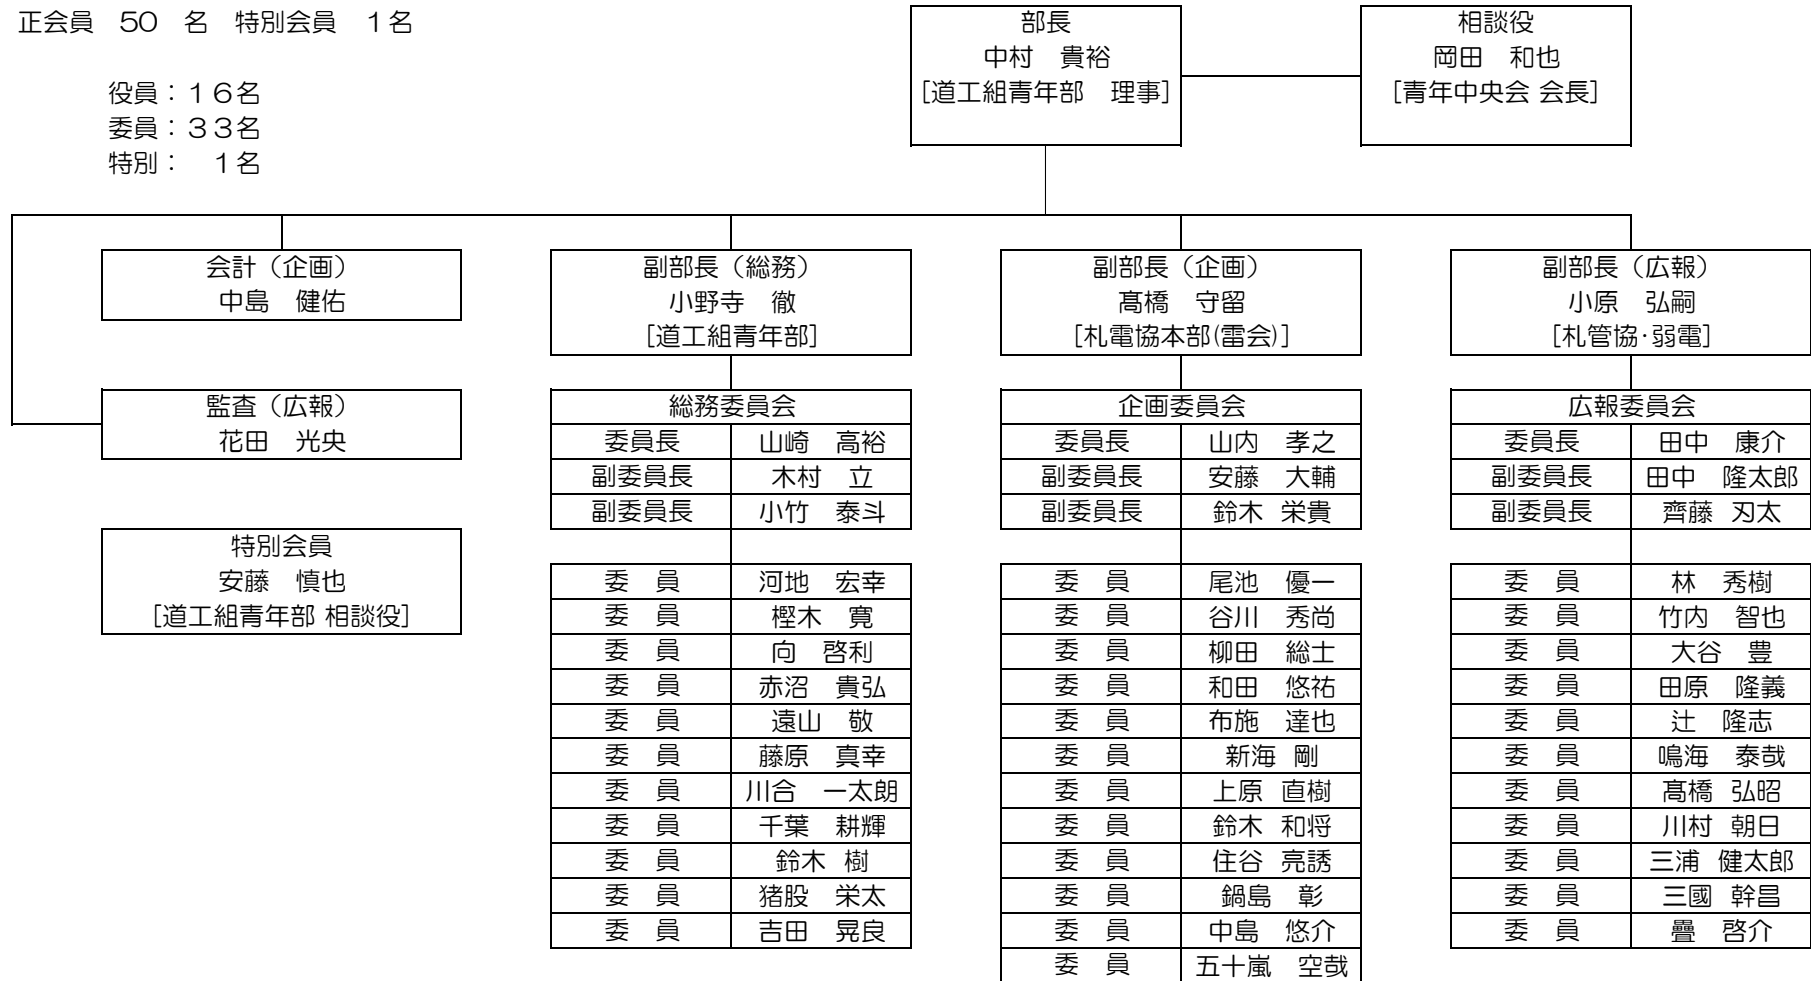 正会員　50　名　特別会員　1名
役員：16名
委員：33名
特別：　1名
部長
中村　貴裕
[道工組青年部　理事]
相談役
岡田　和也
[青年中央会 会長]
会計（企画）
中島　健佑
監査（広報）
花田　光央
特別会員
安藤　慎也
[道工組青年部 相談役]
副部長（総務）
小野寺　徹
[道工組青年部]
総務委員会
委員長　山崎　高裕
副委員長　木村　立
副委員長　小竹　泰斗
委　員　河地　宏幸
委　員　樫木　寛
委　員　向　啓利
委　員　赤沼　貴弘
委　員　遠山　敬
委　員　藤原　真幸
委　員　川合　一太朗
委　員　千葉　耕輝
委　員　鈴木 樹
委　員　猪股　栄太
委　員　吉田　晃良
副部長（企画）
髙橋　守留
[札電協本部(雷会)]
企画委員会
委員長　山内　孝之
副委員長　安藤　大輔
副委員長　鈴木 栄貴
委　員　尾池　優一
委　員　谷川　秀尚
委　員　柳田　総士
委　員　和田　悠祐
委　員　布施　達也
委　員　新海 剛
委　員　上原 直樹
委　員　鈴木 和将
委　員　住谷 亮誘
委　員　鍋島　彰
委　員　中島　悠介
委　員　五十嵐　空哉
副部長（広報）
小原　弘嗣
[札管協･弱電]
広報委員会
委員長　田中　康介
副委員長　田中　隆太郎
副委員長　齊藤 刃太
委　員　林　秀樹
委　員　竹内　智也
委　員　大谷　豊
委　員　田原　隆義
委　員　辻　隆志
委　員　鳴海　泰哉
委　員　髙橋 弘昭
委　員　川村 朝日
委　員　三浦 健太郎
委　員　三國 幹昌
委　員　疊　啓介